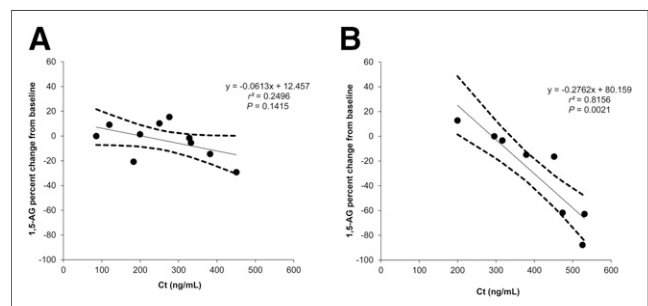 A
B
y = -0.0613x + 12.457
r² = 0.2496
P = 0.1415
y = -0.2762x + 80.159
r² = 0.8156
P = 0.0021
1,5-AG percent change from baseline
80
60
40
20
0
-20
-40
-60
-80
-100
0 100 200 300 400 500 600
Ct (ng/mL)
1,5-AG percent change from baseline
80
60
40
20
0
-20
-40
-60
-80
-100
0 100 200 300 400 500 600
Ct (ng/mL)